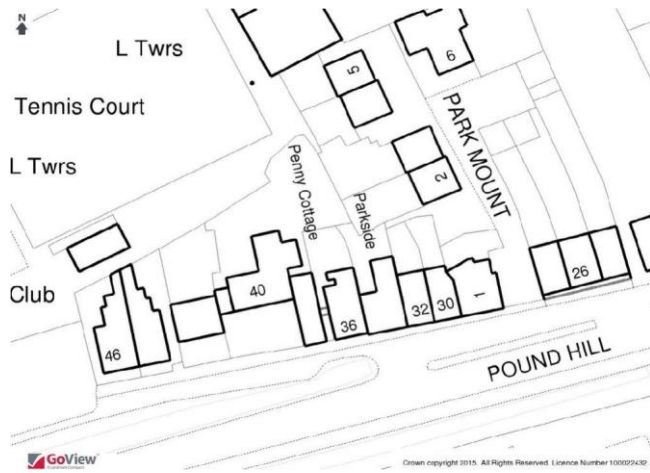 N
L Twrs
Tennis Court
L Twrs
Club
Penny Cottage
Parkside
PARK MOUNT
5
9
2
40
46
36
32
30
1
26
POUND HILL
GoView
Crown copyright 2015. All Rights Reserved. Licence Number 100022432